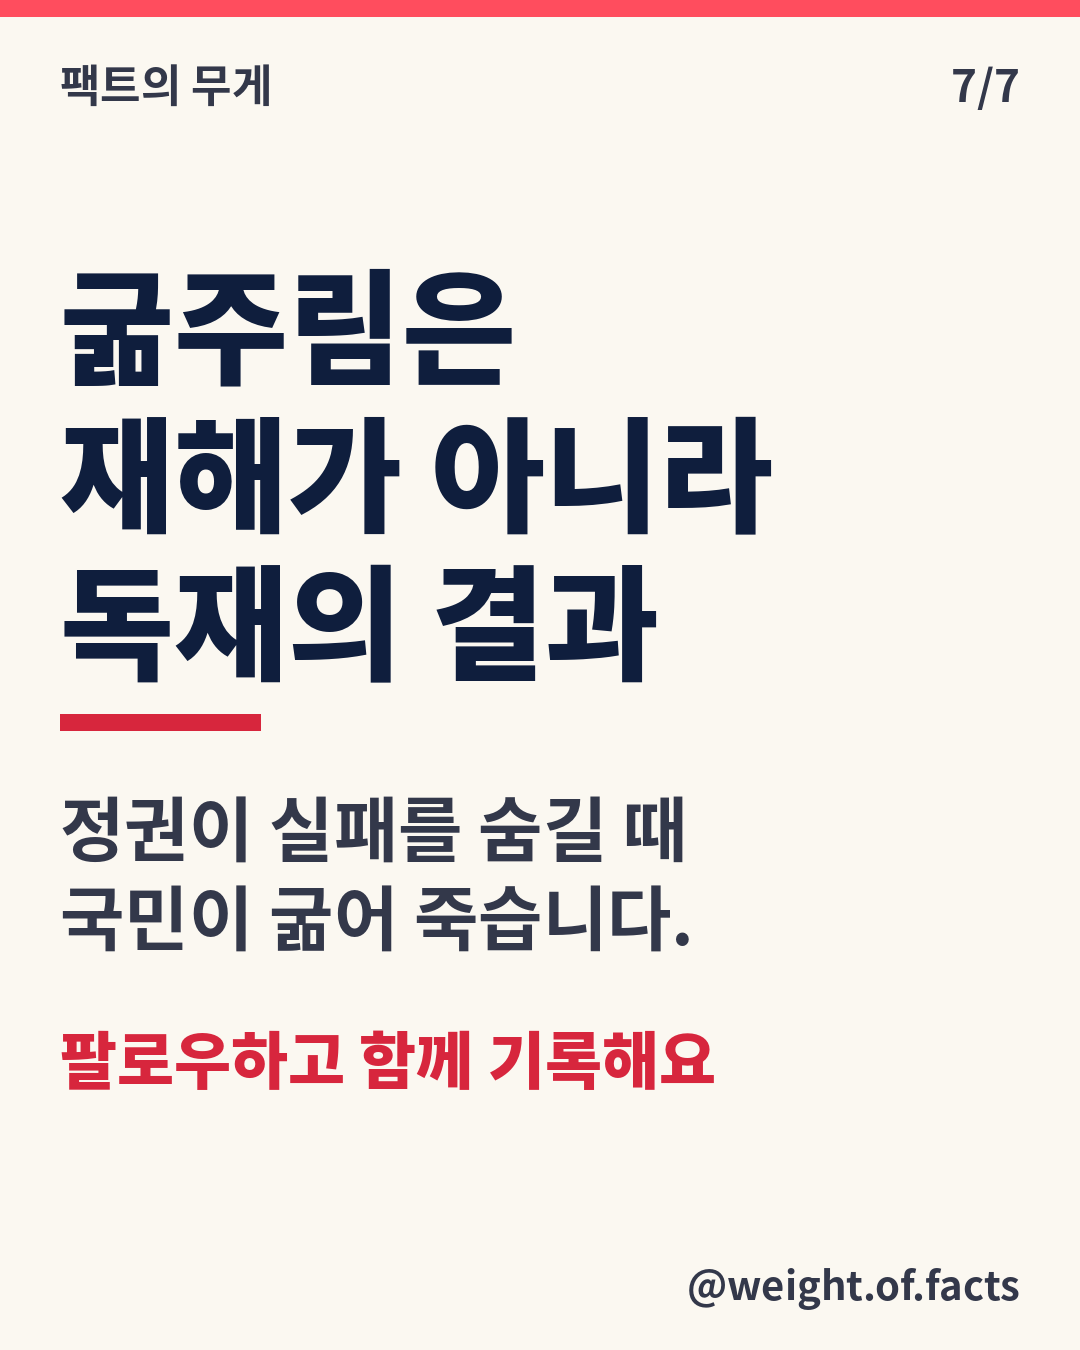 팩트의 무게
7/7
굶주림은
재해가 아니라
독재의 결과
정권이 실패를 숨길 때
국민이 굶어 죽습니다.
팔로우하고 함께 기록해요
@weight.of.facts